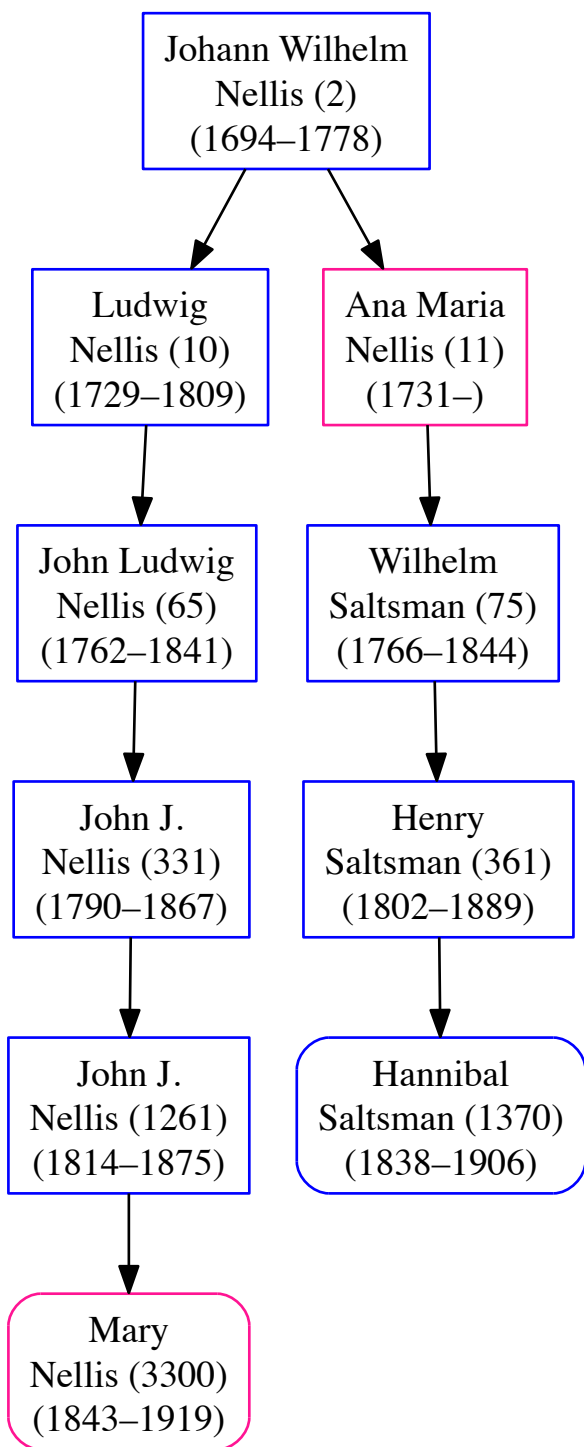 Johann Wilhelm
Nellis (2)
(1694–1778)
Ludwig
Nellis (10)
(1729–1809)
Ana Maria
Nellis (11)
(1731–)
John Ludwig
Nellis (65)
(1762–1841)
Wilhelm
Saltsman (75)
(1766–1844)
John J.
Nellis (331)
(1790–1867)
Henry
Saltsman (361)
(1802–1889)
John J.
Nellis (1261)
(1814–1875)
Hannibal
Saltsman (1370)
(1838–1906)
Mary
Nellis (3300)
(1843–1919)